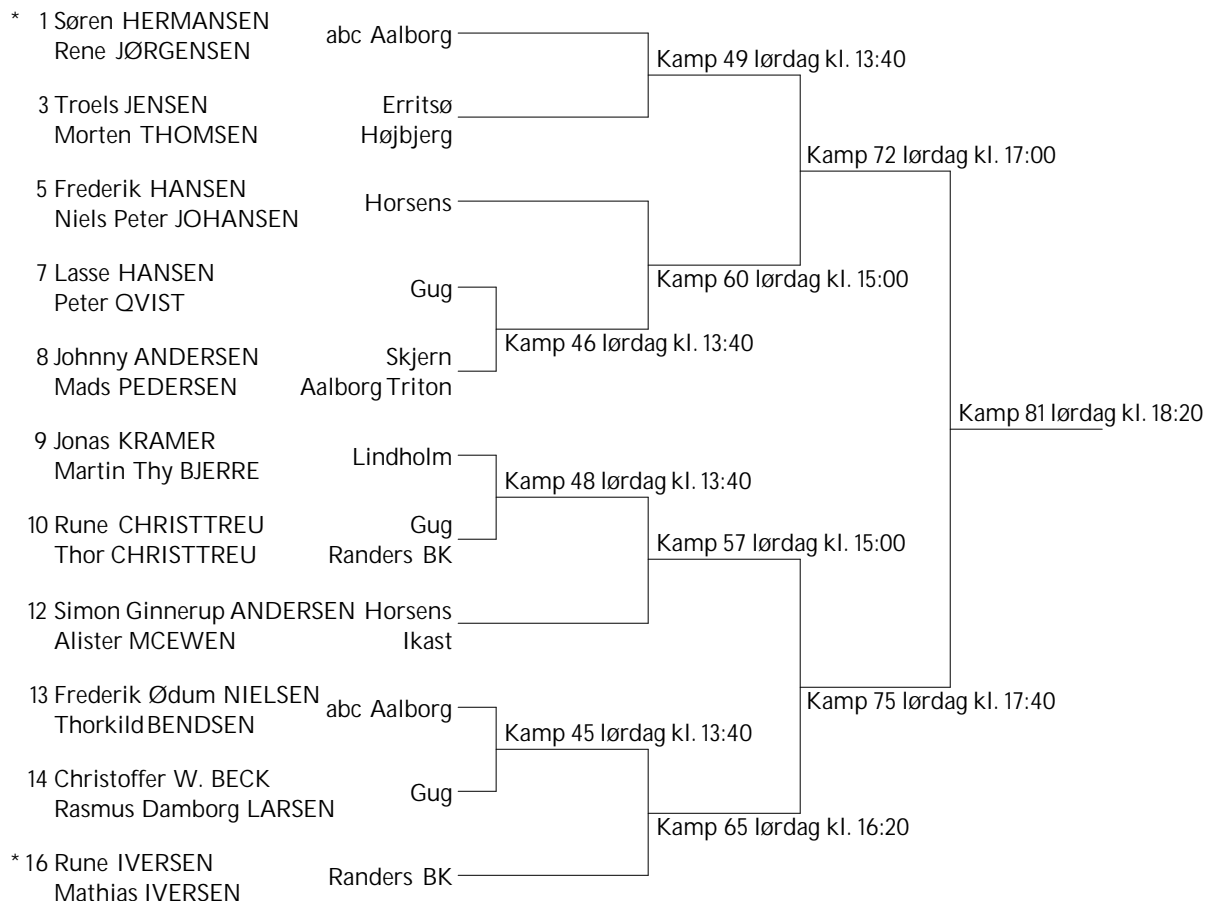 * 1 Søren HERMANSEN
Rene JØRGENSEN
abc Aalborg
Kamp 49 lørdag kl. 13:40
3 Troels JENSEN
Morten THOMSEN
Erritsø
Højbjerg
Kamp 72 lørdag kl. 17:00
5 Frederik HANSEN
Niels Peter JOHANSEN
Horsens
Kamp 60 lørdag kl. 15:00
7 Lasse HANSEN
Peter QVIST
Gug
Kamp 46 lørdag kl. 13:40
8 Johnny ANDERSEN
Mads PEDERSEN
Skjern
Aalborg Triton
Kamp 81 lørdag kl. 18:20
9 Jonas KRAMER
Martin Thy BJERRE
Lindholm
Kamp 48 lørdag kl. 13:40
10 Rune CHRISTTREU
Thor CHRISTTREU
Gug
Randers BK
Kamp 57 lørdag kl. 15:00
12 Simon Ginnerup ANDERSEN Horsens
Alister MCEWEN
Ikast
Kamp 75 lørdag kl. 17:40
13 Frederik Ødum NIELSEN
Thorkild BENDSEN
abc Aalborg
Kamp 45 lørdag kl. 13:40
14 Christoffer W. BECK
Rasmus Damborg LARSEN
Gug
Kamp 65 lørdag kl. 16:20
* 16 Rune IVERSEN
Mathias IVERSEN
Randers BK